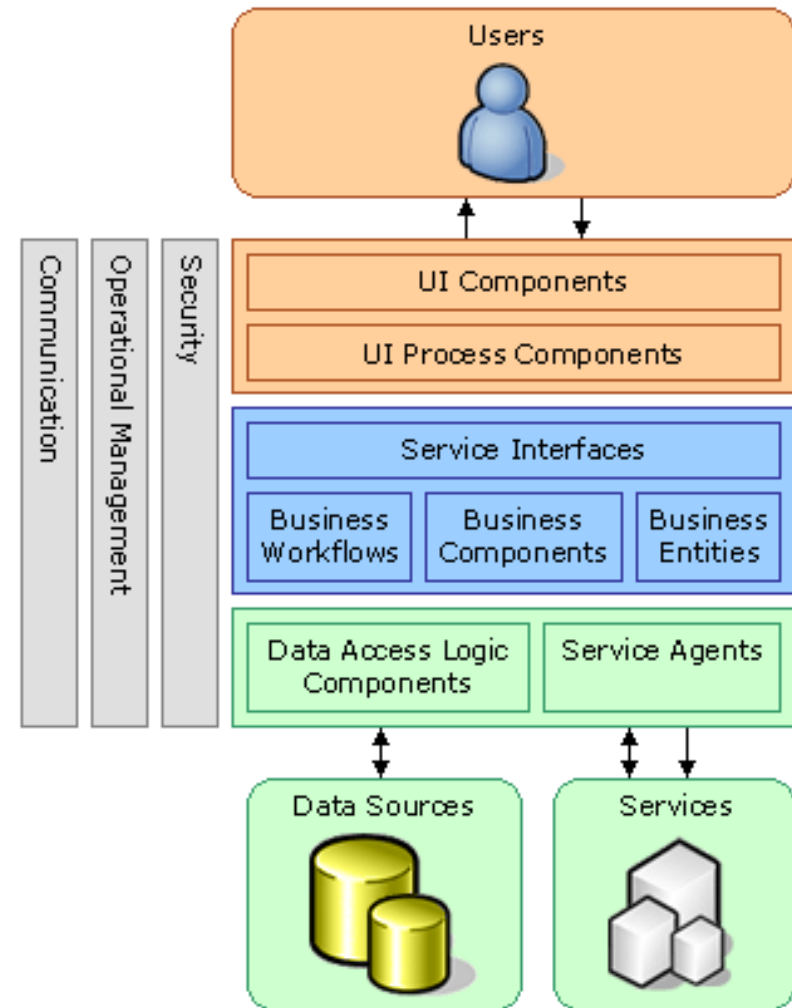 Users
Communication
Operational Management
Security
UI Components
UI Process Components
Service Interfaces
Business
Workflows
Business
Components
Business
Entities
Data Access Logic
Components
Service Agents
Data Sources
Services